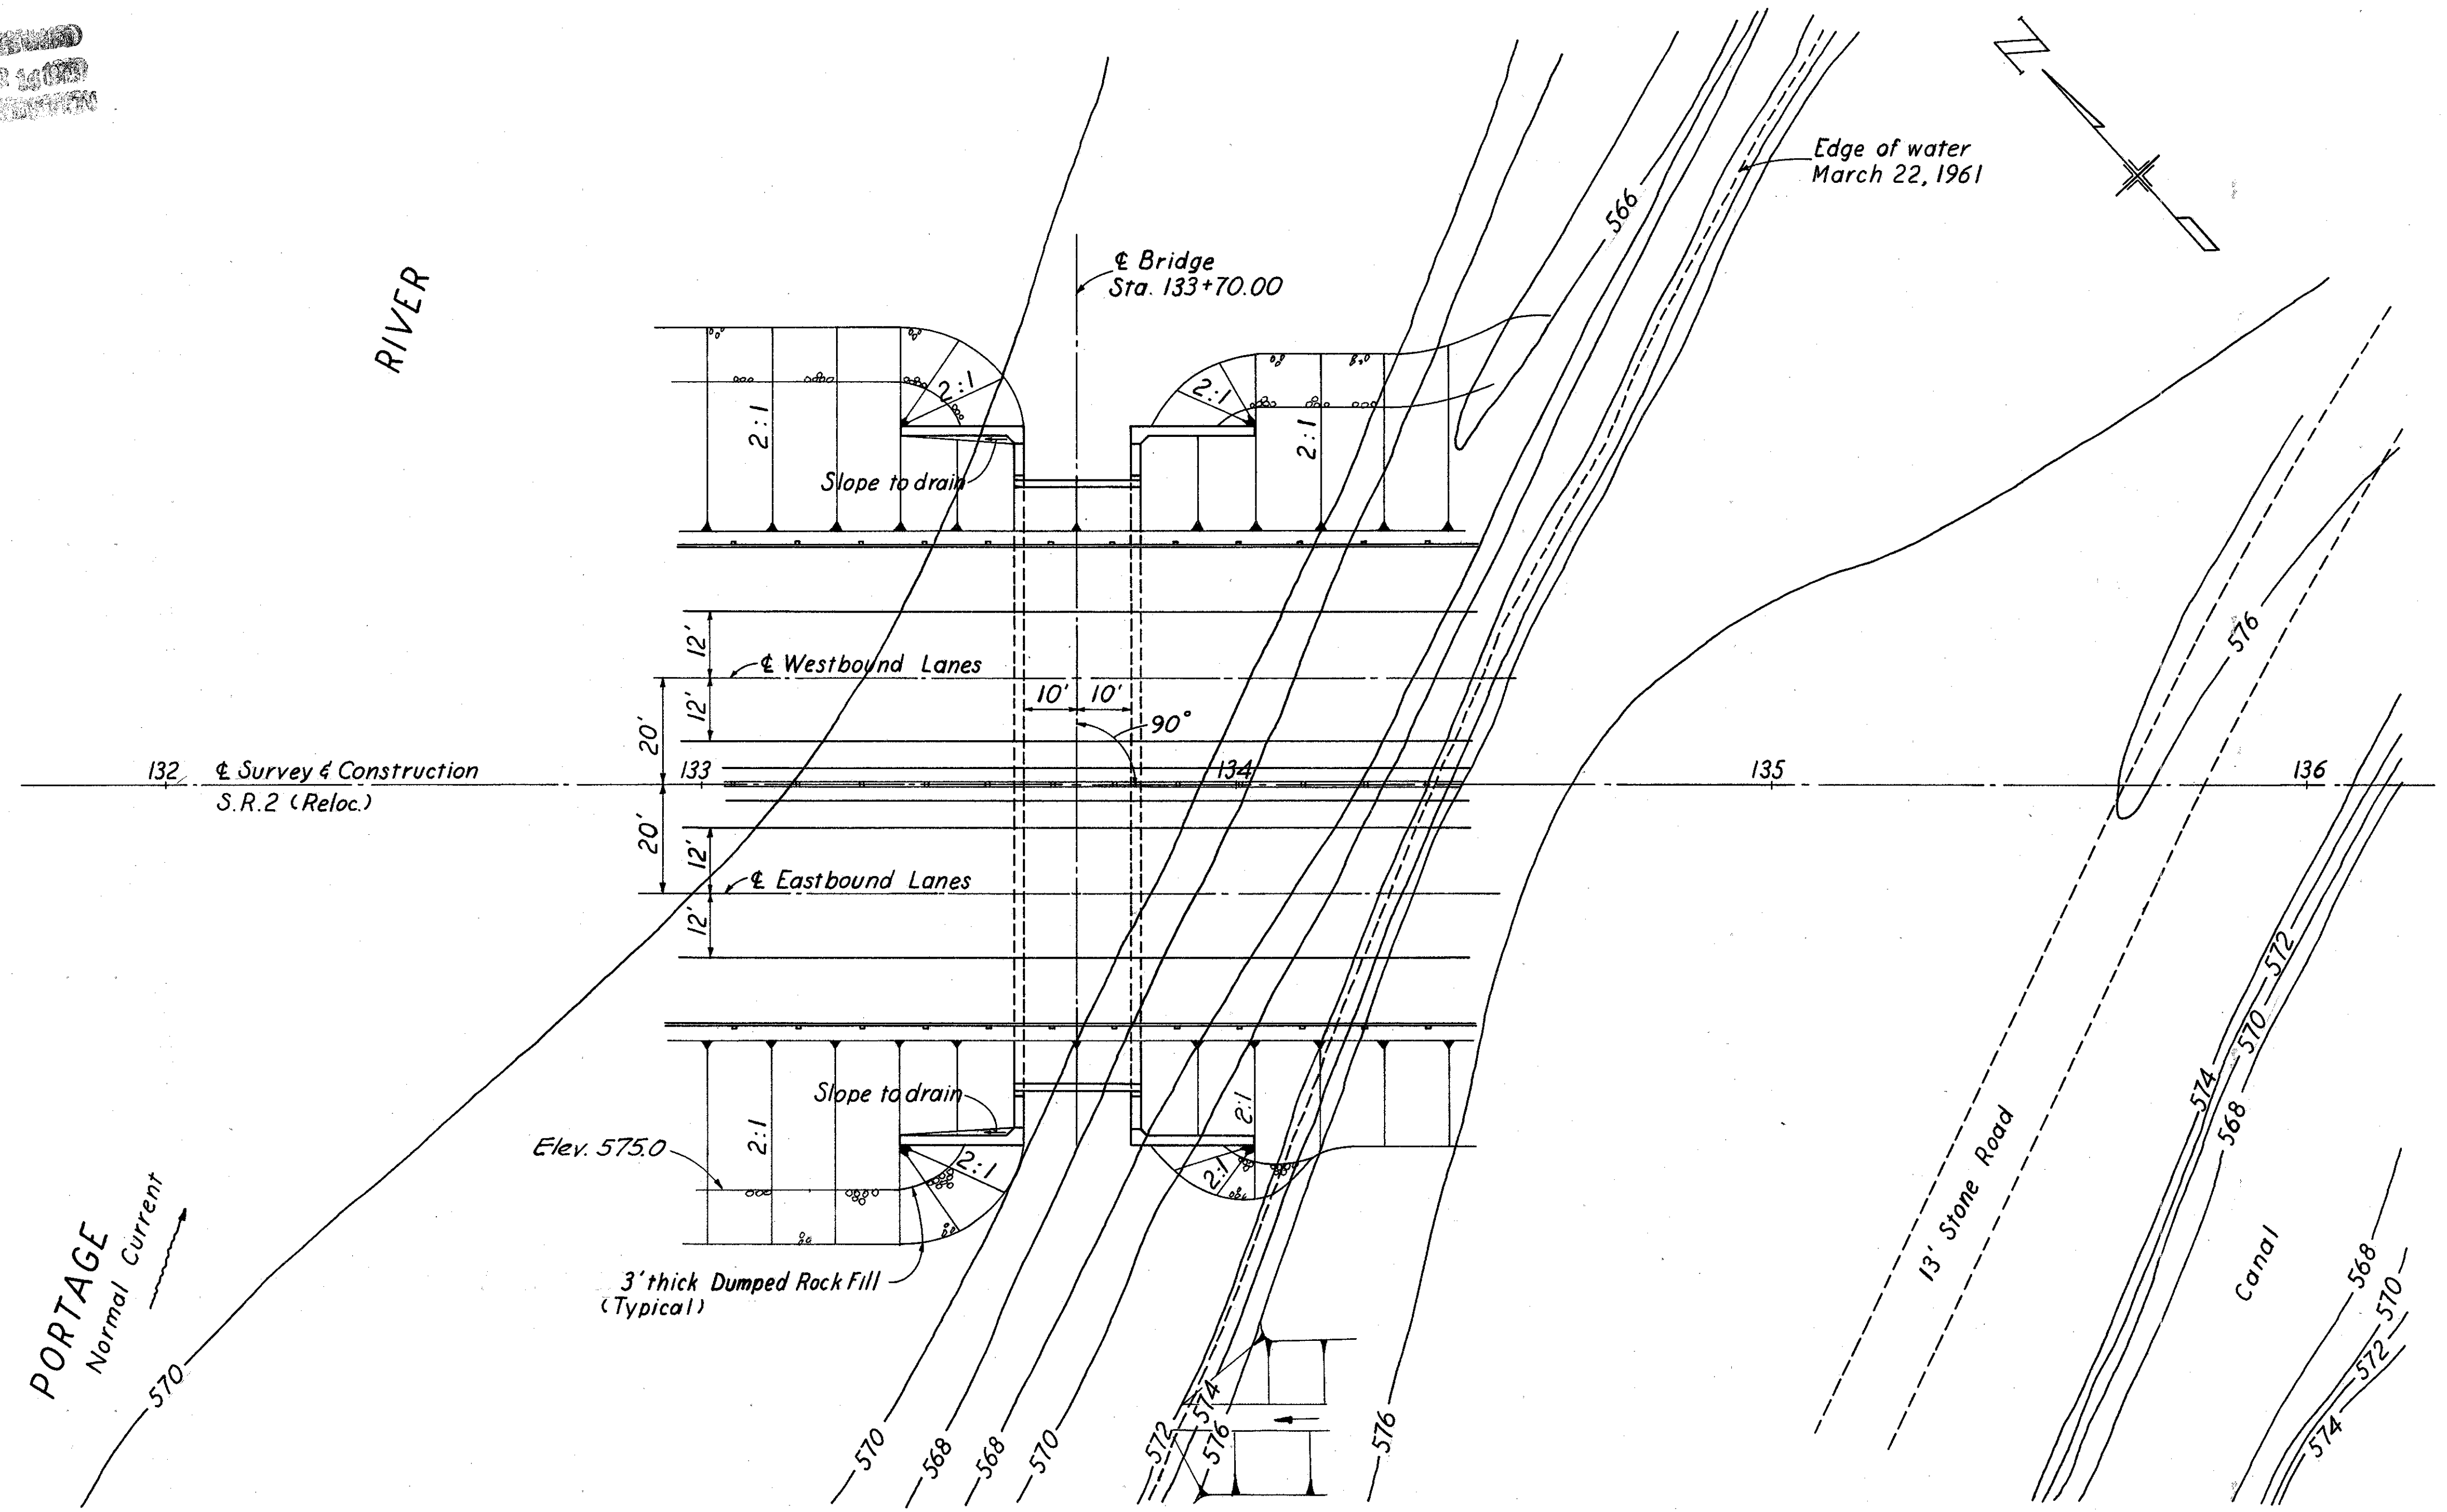 N
Edge of water
March 22, 1961
566
RIVER
℄ Bridge
Sta. 133+70.00
2:1
2:1
2:1
2:1
Slope to drain
576
12'
℄ Westbound Lanes
10'
10'
12'
90°
20'
132
℄ Survey & Construction
133
134
135
136
S.R.2 (Reloc.)
20'
12'
℄ Eastbound Lanes
12'
572
570
574
568
Slope to drain
2:1
2:1
Elev. 575.0
2:1
2:1
13' Stone Road
Canal
PORTAGE
Normal Current
3' thick Dumped Rock Fill
(Typical)
568
570
572
574
570
570
568
568
570
572
574
576
576